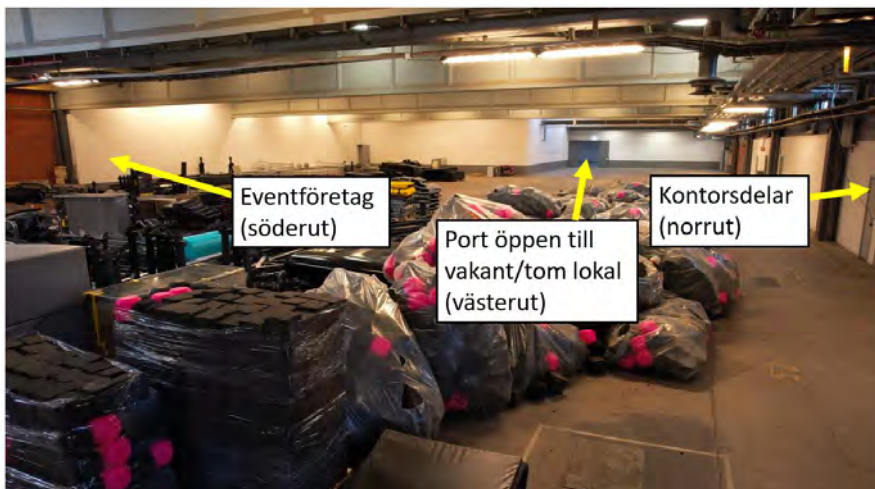 Eventföretag
(söderut)
Port öppen till
vakant/tom lokal
(västerut)
Kontorsdelar
(norrut)